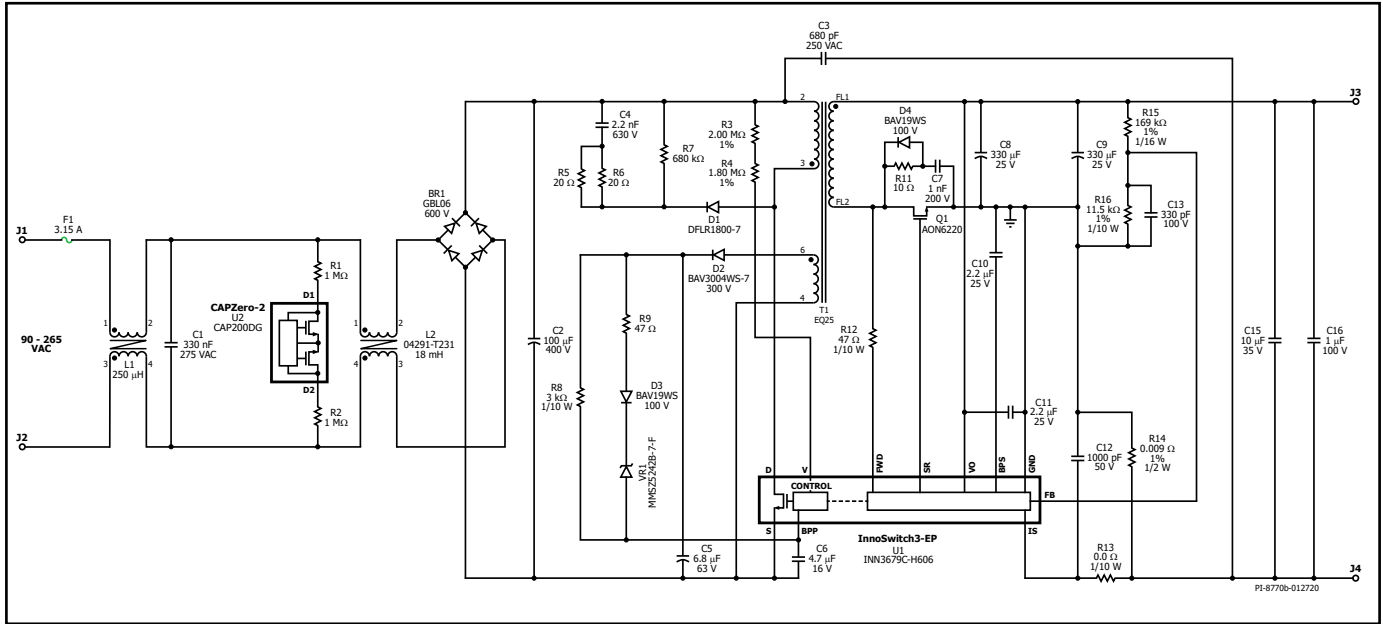 C3
680 pF
250 VAC
2
FL1
J3
C4
2.2 nF
630 V
R3
2.00 MΩ
1%
D4
BAV19WS
100 V
R15
169 kΩ
1%
1/16 W
R7
680 kΩ
R4
1.80 MΩ
1%
3
C8
330 µF
25 V
C9
330 µF
25 V
R5
20 Ω
R6
20 Ω
R11
10 Ω
C7
1 nF
200 V
BR1
GBL06
600 V
D1
DFLR1800-7
FL2
Q1
AON6220
R16
11.5 kΩ
1%
1/10 W
C13
330 pF
100 V
F1
3.15 A
J1
R1
1 MΩ
D1
6
D2
BAV3004WS-7
300 V
4
T1
EQ25
C10
2.2 µF
25 V
CAPZero-2
U2
CAP200DG
1
2
1
2
90 - 265
VAC
C1
330 nF
275 VAC
L2
04291-T231
18 mH
R9
47 Ω
R12
47 Ω
1/10 W
C2
100 µF
400 V
C15
10 µF
35 V
C16
1 µF
100 V
3
4
L1
250 µH
4
3
D2
R8
3 kΩ
1/10 W
D3
BAV19WS
100 V
R2
1 MΩ
J2
C11
2.2 µF
25 V
VR1
MMSZ5242B-7-F
C12
1000 pF
50 V
R14
0.009 Ω
1%
1/2 W
D
V
FWD
SR
VO
BPS
GND
CONTROL
FB
S
BPP
IS
InnoSwitch3-EP
U1
INN3679C-H606
C5
6.8 µF
63 V
C6
4.7 µF
16 V
R13
0.0 Ω
1/10 W
J4
PI-8770b-012720